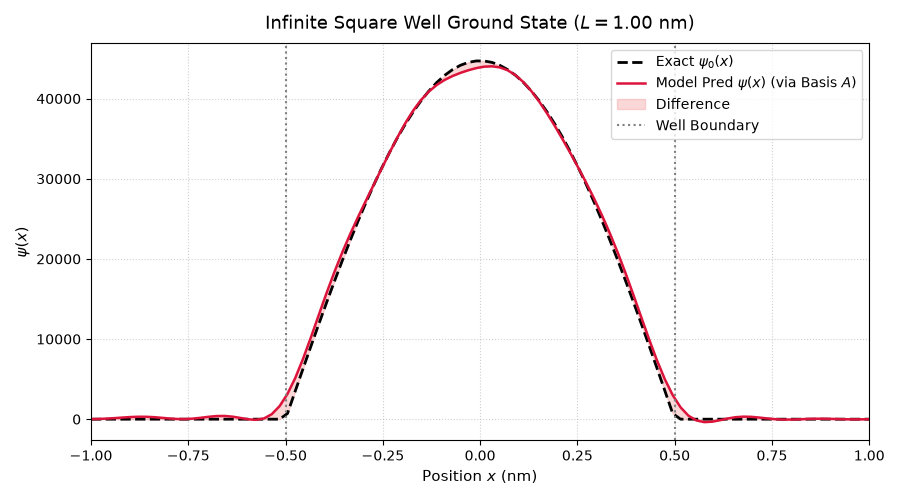 Infinite Square Well Ground State (L = 1.00 nm)
Exact ψ₀(x)
Model Pred ψ(x) (via Basis A)
Difference
Well Boundary
ψ(x)
40000
30000
20000
10000
0
−1.00 −0.75 −0.50 −0.25 0.00 0.25 0.50 0.75 1.00
Position x (nm)